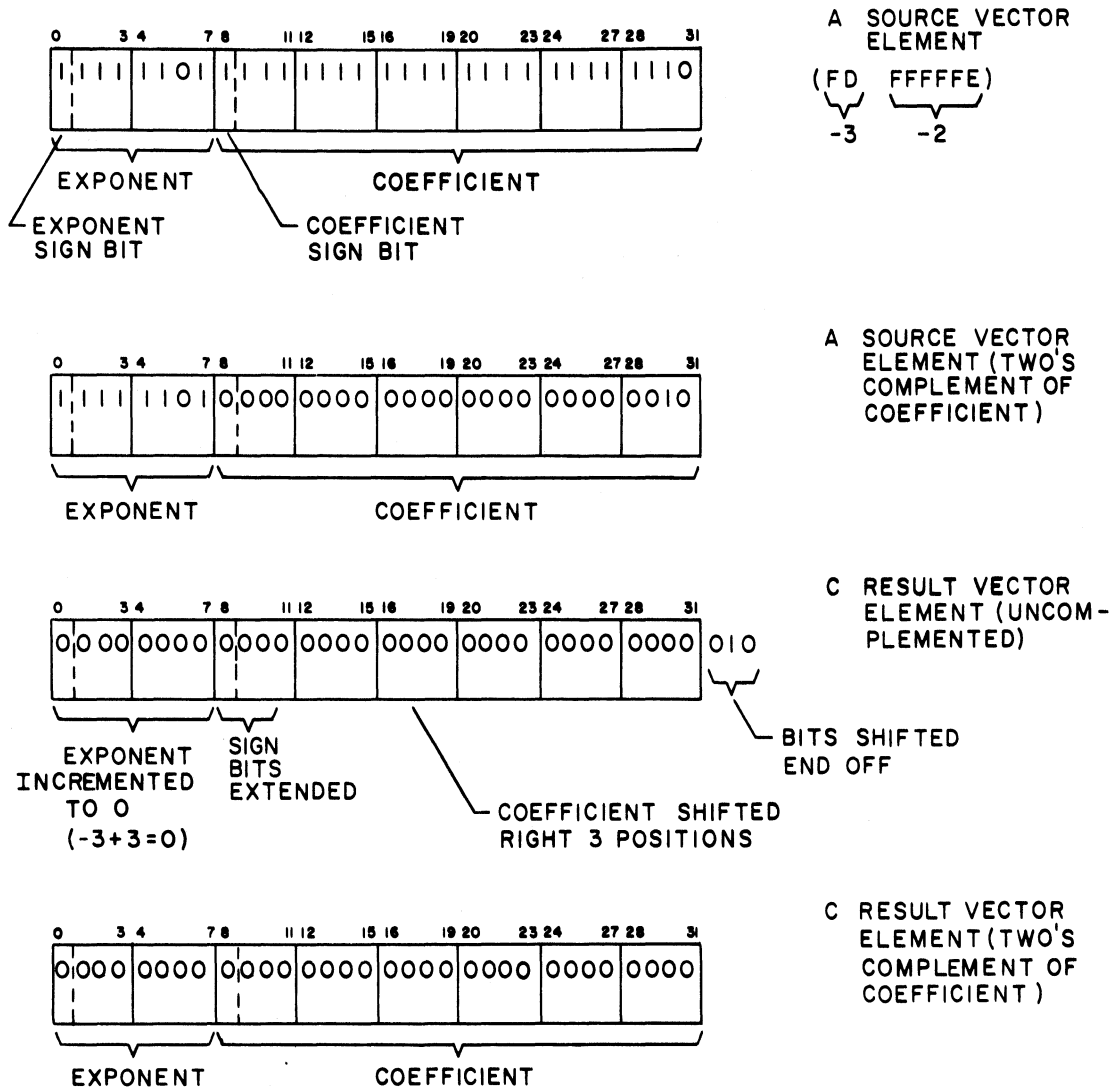 0 3 4 7 8 11 12 15 16 19 20 23 24 27 28 31
1 1 1 1 1 1 0 1 1 1 1 1 1 1 1 1 1 1 1 1 1 1 1 1 1 1 1 1 1 1 1 0
EXPONENT
COEFFICIENT
EXPONENT
SIGN BIT
COEFFICIENT
SIGN BIT
A SOURCE VECTOR
ELEMENT
(FD FFFFFE)
-3 -2
0 3 4 7 8 11 12 15 16 19 20 23 24 27 28 31
1 1 1 1 1 1 0 1 0 0 0 0 0 0 0 0 0 0 0 0 0 0 0 0 0 0 0 0 0 0 1 0
EXPONENT
COEFFICIENT
A SOURCE VECTOR
ELEMENT (TWO'S
COMPLEMENT OF
COEFFICIENT)
0 3 4 7 8 11 12 15 16 19 20 23 24 27 28 31
0 0 0 0 0 0 0 0 0 0 0 0 0 0 0 0 0 0 0 0 0 0 0 0 0 0 0 0 0 0 0 0 010
EXPONENT
INCREMENTED
TO 0
(-3+3=0)
SIGN
BITS
EXTENDED
COEFFICIENT SHIFTED
RIGHT 3 POSITIONS
BITS SHIFTED
END OFF
C RESULT VECTOR
ELEMENT (UNCOM-
PLEMENTED)
0 3 4 7 8 11 12 15 16 19 20 23 24 27 28 31
0 0 0 0 0 0 0 0 0 0 0 0 0 0 0 0 0 0 0 0 0 0 0 0 0 0 0 0 0 0 0 0
EXPONENT
COEFFICIENT
C RESULT VECTOR
ELEMENT (TWO'S
COMPLEMENT OF
COEFFICIENT)